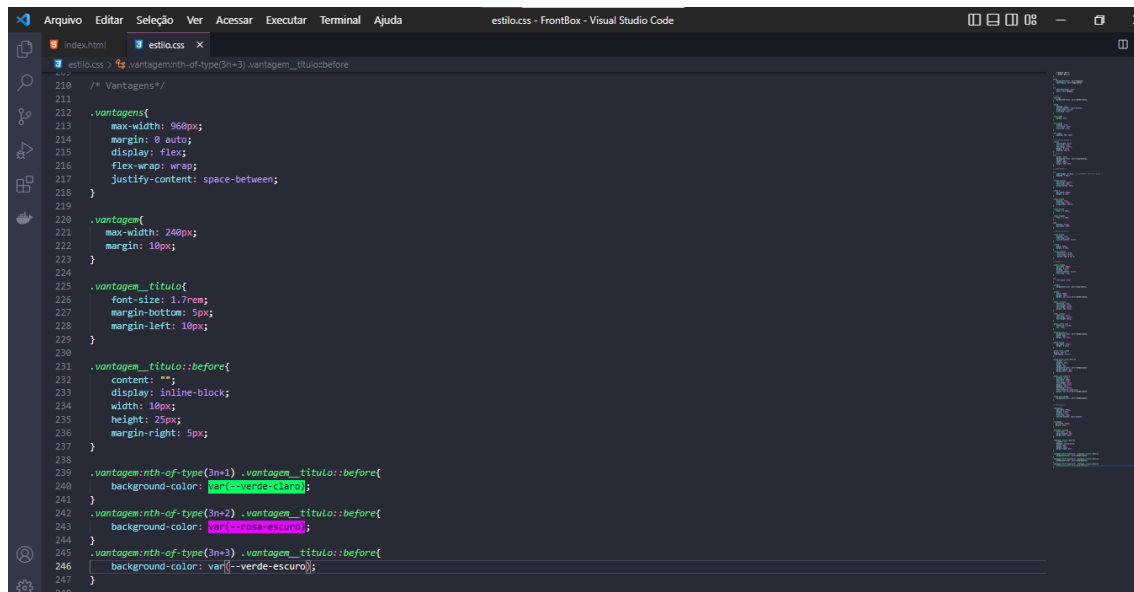 Arquivo Editar Seleção Ver Acessar Executar Terminal Ajuda estilo.css - FrontBox - Visual Studio Code
index.html estilo.css
estilo.css > .vantagem:nth-of-type(3n+3) .vantagem__titulo::before
209
210 /* Vantagens*/
211
212 .vantagens{
213 max-width: 960px;
214 margin: 0 auto;
215 display: flex;
216 flex-wrap: wrap;
217 justify-content: space-between;
218 }
219
220 .vantagem{
221 max-width: 240px;
222 margin: 10px;
223 }
224
225 .vantagem__titulo{
226 font-size: 1.7rem;
227 margin-bottom: 5px;
228 margin-left: 10px;
229 }
230
231 .vantagem__titulo::before{
232 content: "";
233 display: inline-block;
234 width: 10px;
235 height: 25px;
236 margin-right: 5px;
237 }
238
239 .vantagem:nth-of-type(3n+1) .vantagem__titulo::before{
240 background-color: var(--verde-claro);
241 }
242 .vantagem:nth-of-type(3n+2) .vantagem__titulo::before{
243 background-color: var(--rosa-escuro);
244 }
245 .vantagem:nth-of-type(3n+3) .vantagem__titulo::before{
246 background-color: var(--verde-escuro);
247 }